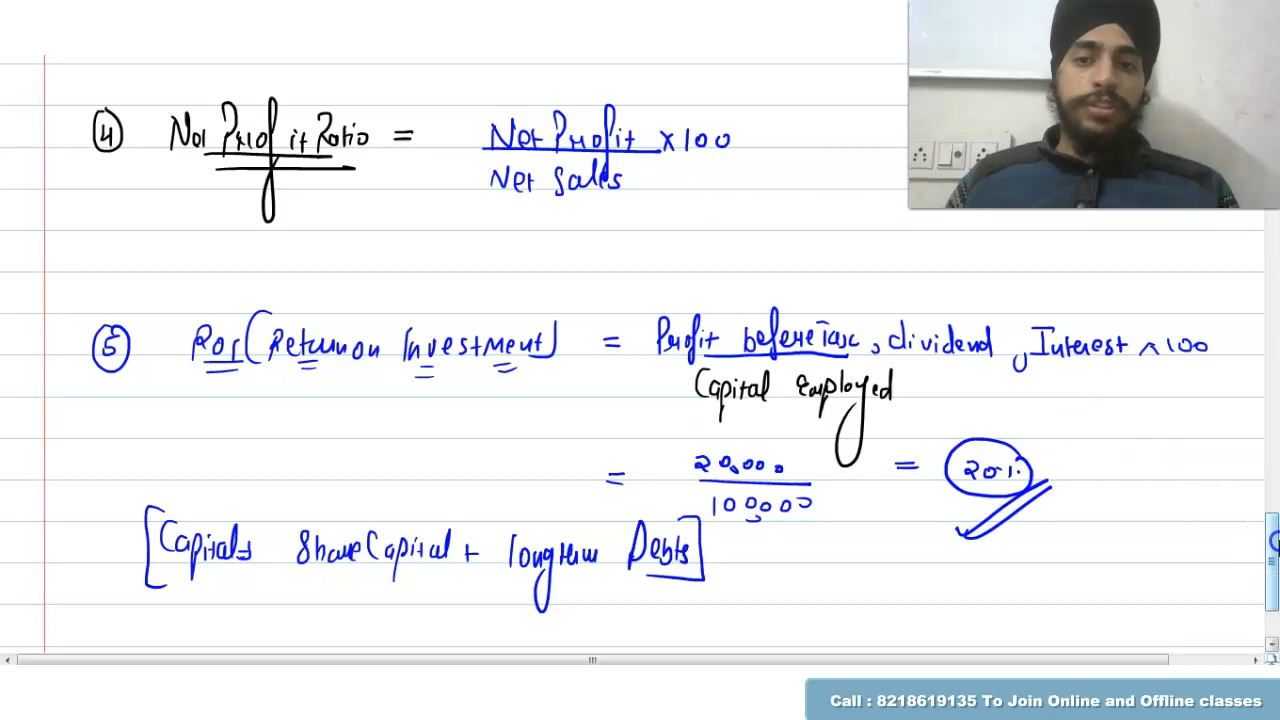 ④ Net Profit Ratio = Net Profit x 100
Net Sales
⑤ ROI (Return on Investment) = Profit before Tax, dividend, Interest x 100
Capital Employed
= 20,000 = 20%
100,000
[Capital = Share Capital + long term Debts]
Call : 8218619135 To Join Online and Offline classes